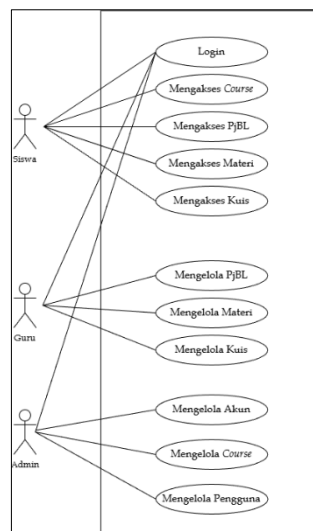 Login
Mengakses Course
Mengakses PjBL
Mengakses Materi
Mengakses Kuis
Siswa
Mengelola PjBL
Mengelola Materi
Mengelola Kuis
Guru
Mengelola Akun
Mengelola Course
Mengelola Pengguna
Admin